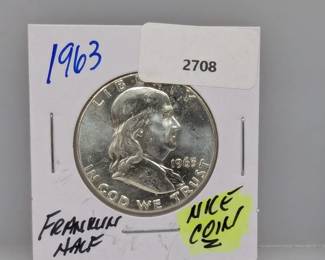 1963
2708
LIBERTY
1963
IN GOD WE TRUST
FRANKLIN
HALF
NICE
COIN